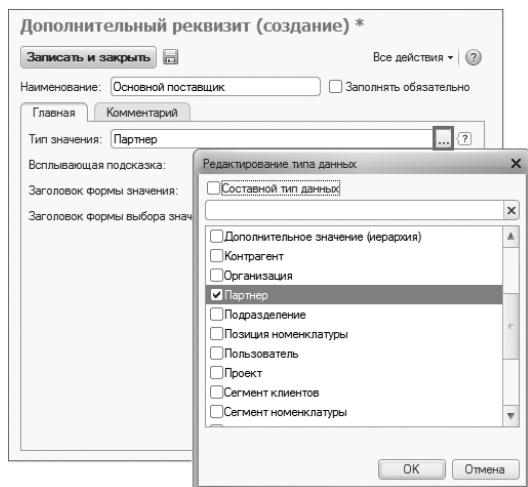 Дополнительный реквизит (создание) *
Записать и закрыть Все действия ?
Наименование: Основной поставщик Заполнять обязательно
Главная Комментарий
Тип значения: Партнер ... ?
Всплывающая подсказка:
Заголовок формы значения:
Заголовок формы выбора знач
Редактирование типа данных x
Составной тип данных
x
Дополнительное значение (иерархия)
Контрагент
Организация
Партнер
Подразделение
Позиция номенклатуры
Пользователь
Проект
Сегмент клиентов
Сегмент номенклатуры
OK Отмена